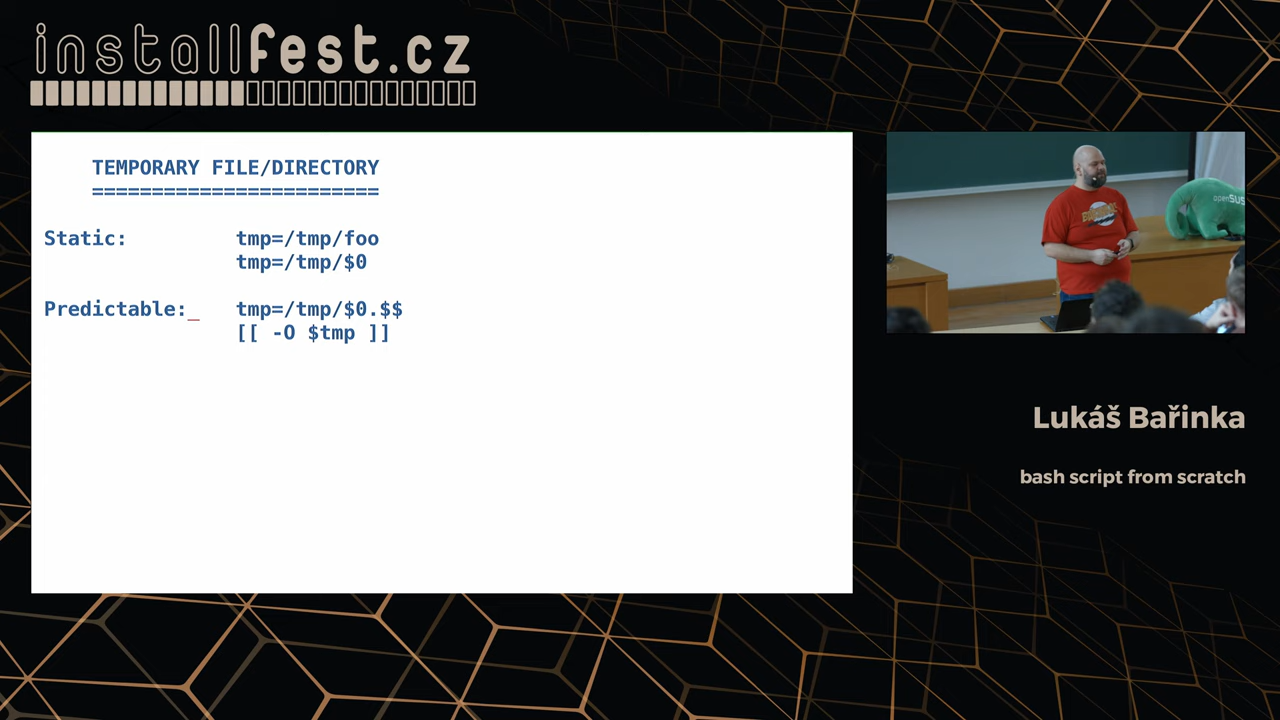 installfest.cz
TEMPORARY FILE/DIRECTORY
========================
Static: tmp=/tmp/foo
tmp=/tmp/$0
Predictable:_ tmp=/tmp/$0.$$
[[ -O $tmp ]]
Lukáš Bařinka
bash script from scratch